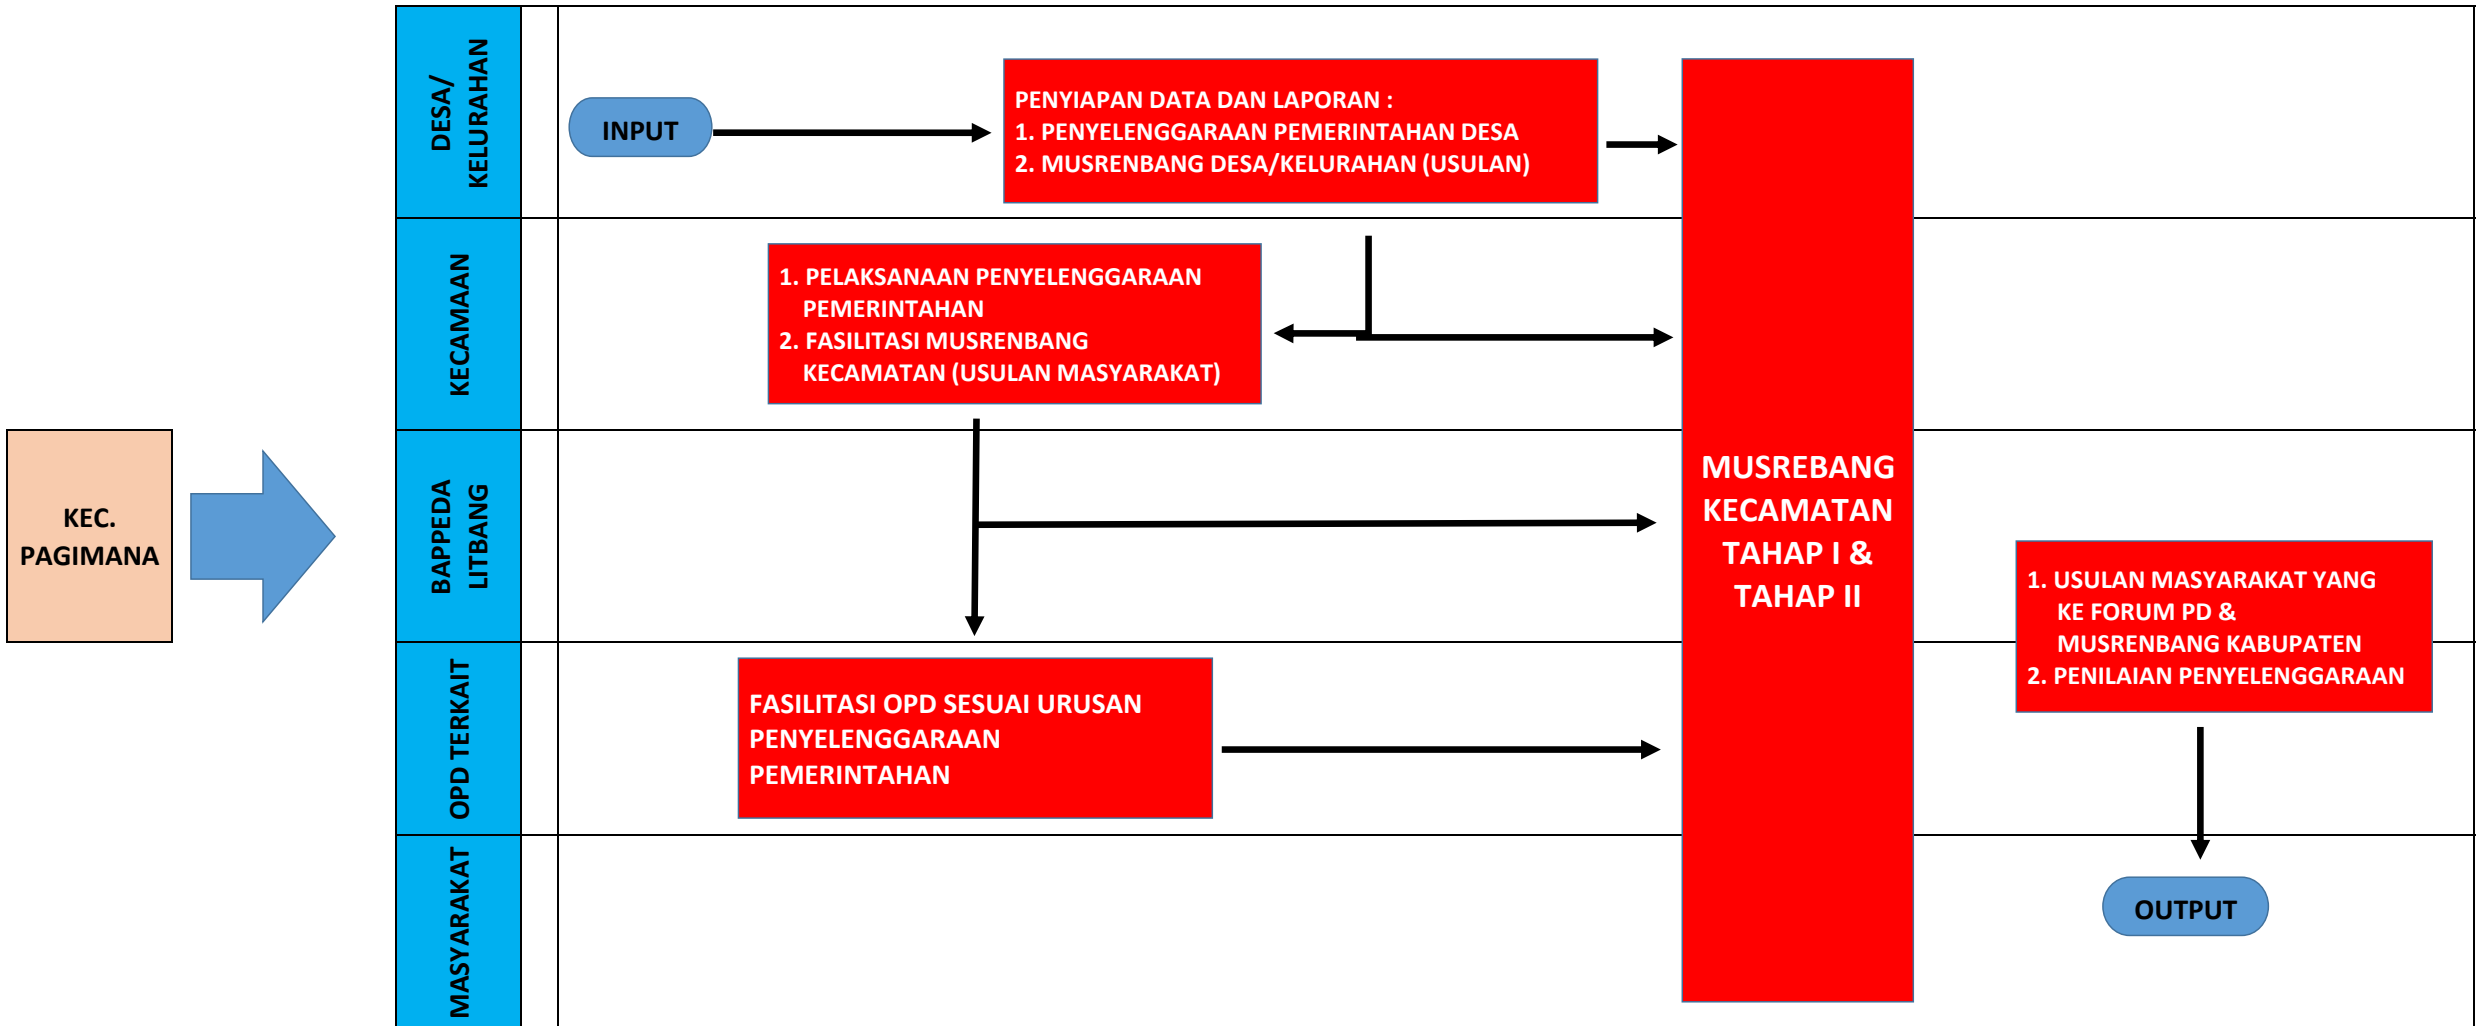 KEC.
PAGIMANA
DESA/
KELURAHAN
INPUT
PENYIAPAN DATA DAN LAPORAN :
1. PENYELENGGARAAN PEMERINTAHAN DESA
2. MUSRENBANG DESA/KELURAHAN (USULAN)
KECAMAAN
1. PELAKSANAAN PENYELENGGARAAN
PEMERINTAHAN
2. FASILITASI MUSRENBANG
KECAMATAN (USULAN MASYARAKAT)
BAPPEDA
LITBANG
MUSREBANG
KECAMATAN
TAHAP I &
TAHAP II
1. USULAN MASYARAKAT YANG
KE FORUM PD &
MUSRENBANG KABUPATEN
2. PENILAIAN PENYELENGGARAAN
OPD TERKAIT
FASILITASI OPD SESUAI URUSAN
PENYELENGGARAAN
PEMERINTAHAN
MASYARAKAT
OUTPUT